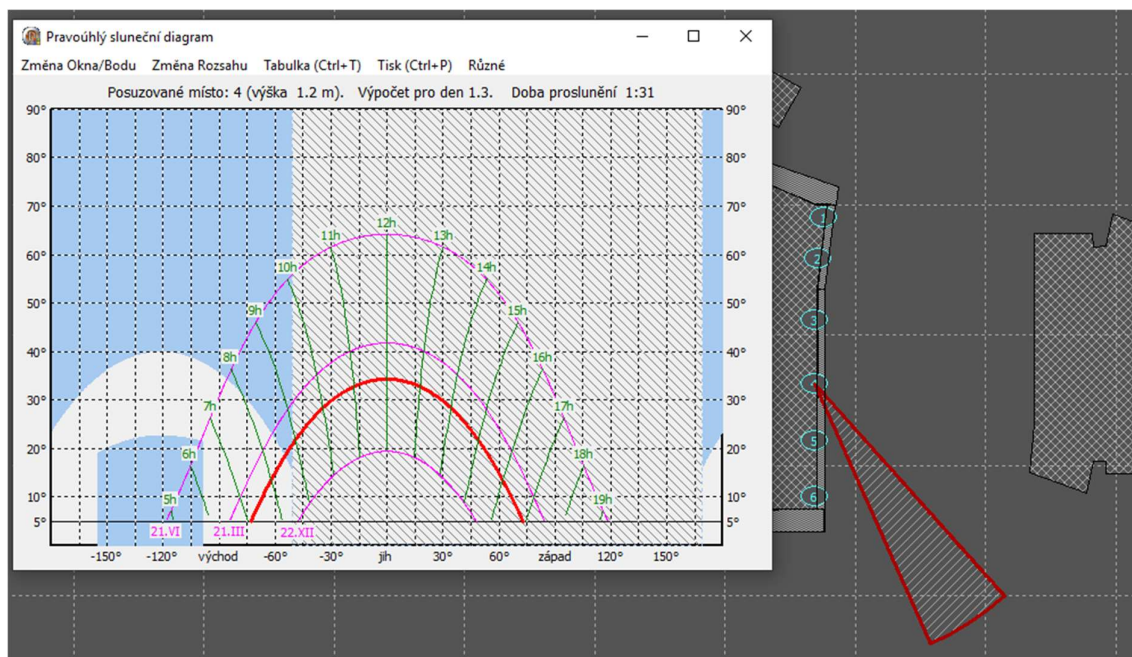 Pravoúhlý sluneční diagram
Změna Okna/Bodu Změna Rozsahu Tabulka (Ctrl+T) Tisk (Ctrl+P) Různé
Posuzované místo: 4 (výška 1.2 m). Výpočet pro den 1.3. Doba proslunění 1:31
90° 90°
80° 80°
70° 70°
12h
11h 13h
60° 60°
10h 14h
50° 50°
9h 15h
40° 40°
8h 16h
30° 30°
7h 17h
20° 20°
6h 18h
10° 10°
5h 19h
5° 5°
21.VI 21.III 22.XII
-150° -120° východ -60° -30° jih 30° 60° západ 120° 150°
1
2
3
5
6